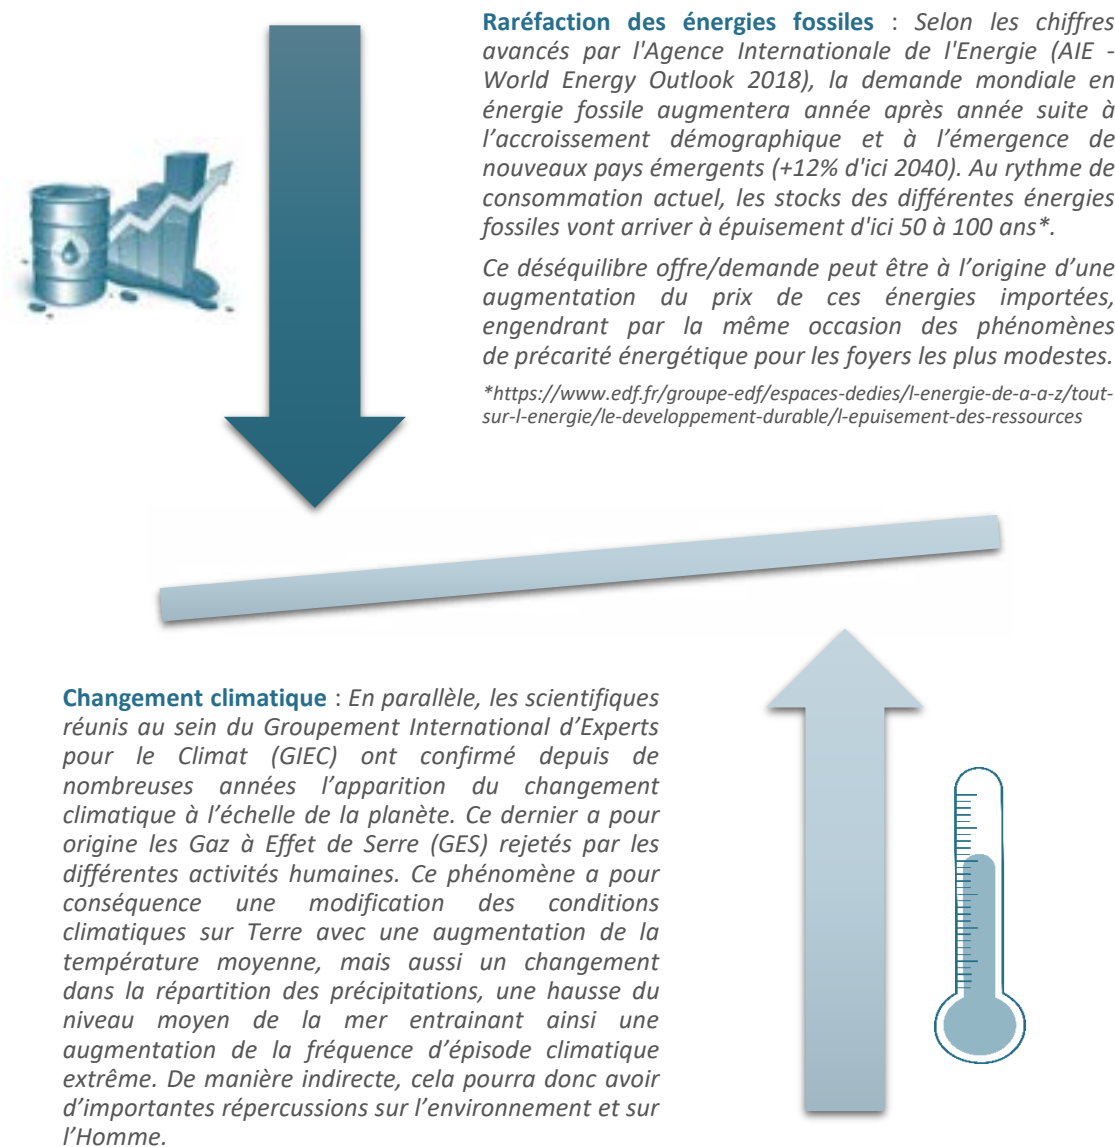 Raréfaction des énergies fossiles : Selon les chiffres
avancés par l'Agence Internationale de l'Energie (AIE -
World Energy Outlook 2018), la demande mondiale en
énergie fossile augmentera année après année suite à
l’accroissement démographique et à l’émergence de
nouveaux pays émergents (+12% d'ici 2040). Au rythme de
consommation actuel, les stocks des différentes énergies
fossiles vont arriver à épuisement d'ici 50 à 100 ans*.
Ce déséquilibre offre/demande peut être à l’origine d’une
augmentation du prix de ces énergies importées,
engendrant par la même occasion des phénomènes
de précarité énergétique pour les foyers les plus modestes.
*https://www.edf.fr/groupe-edf/espaces-dedies/l-energie-de-a-a-z/tout-
sur-l-energie/le-developpement-durable/l-epuisement-des-ressources
Changement climatique : En parallèle, les scientifiques
réunis au sein du Groupement International d’Experts
pour le Climat (GIEC) ont confirmé depuis de
nombreuses années l’apparition du changement
climatique à l’échelle de la planète. Ce dernier a pour
origine les Gaz à Effet de Serre (GES) rejetés par les
différentes activités humaines. Ce phénomène a pour
conséquence une modification des conditions
climatiques sur Terre avec une augmentation de la
température moyenne, mais aussi un changement
dans la répartition des précipitations, une hausse du
niveau moyen de la mer entrainant ainsi une
augmentation de la fréquence d’épisode climatique
extrême. De manière indirecte, cela pourra donc avoir
d’importantes répercussions sur l’environnement et sur
l’Homme.